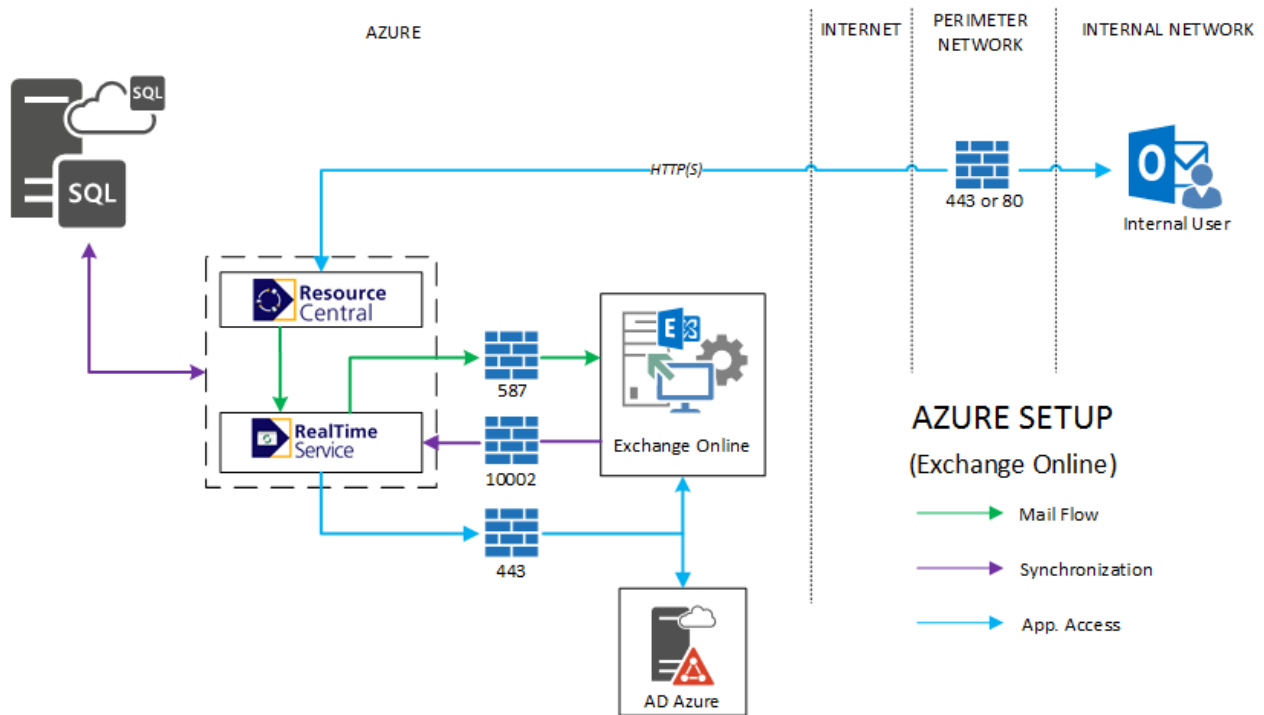 AZURE
INTERNET
PERIMETER
NETWORK
INTERNAL NETWORK
SQL
SQL
HTTP(S)
443 or 80
O
Internal User
Resource
Central
587
E
RealTime
Service
10002
Exchange Online
443
AD Azure
AZURE SETUP
(Exchange Online)
Mail Flow
Synchronization
App. Access